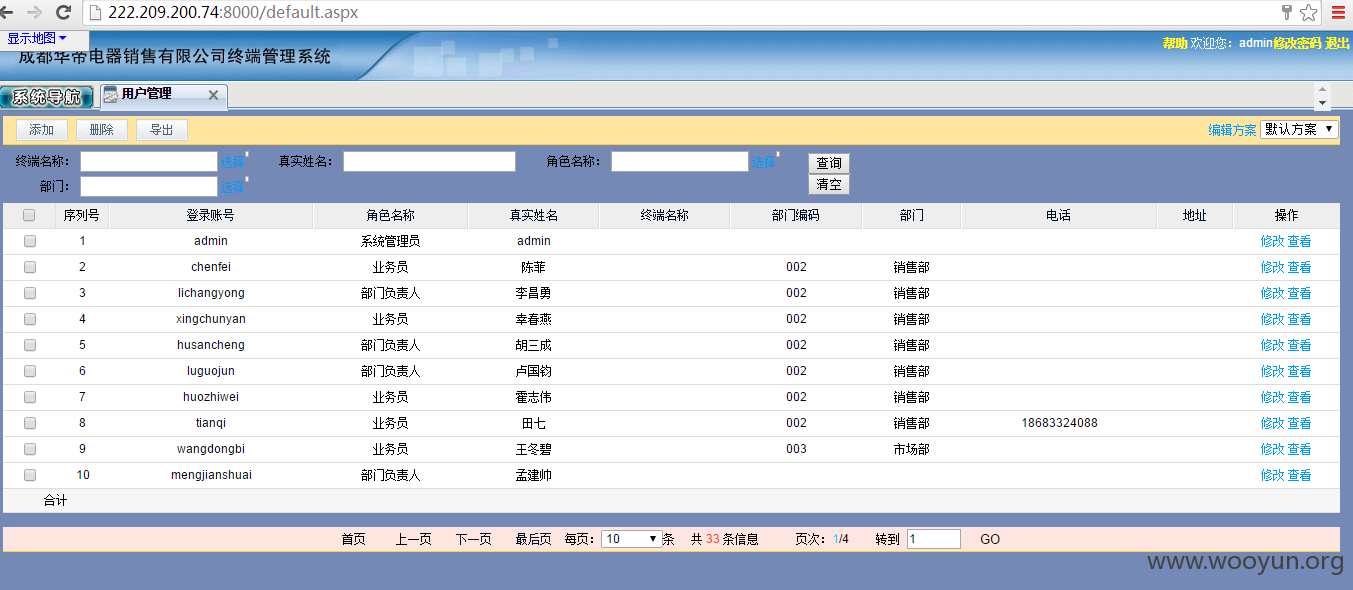 222.209.200.74:8000/default.aspx
显示地图
成都华帝电器销售有限公司终端管理系统
帮助 欢迎您：admin修改密码 退出
系统导航 用户管理
添加 删除 导出 编辑方案 默认方案
终端名称： 选择 真实姓名： 角色名称： 选择 查询
部门： 选择 清空
序列号 登录账号 角色名称 真实姓名 终端名称 部门编码 部门 电话 地址 操作
1 admin 系统管理员 admin 修改 查看
2 chenfei 业务员 陈菲 002 销售部 修改 查看
3 lichangyong 部门负责人 李昌勇 002 销售部 修改 查看
4 xingchunyan 业务员 幸春燕 002 销售部 修改 查看
5 husancheng 部门负责人 胡三成 002 销售部 修改 查看
6 luguojun 部门负责人 卢国钧 002 销售部 修改 查看
7 huozhiwei 业务员 霍志伟 002 销售部 修改 查看
8 tianqi 业务员 田七 002 销售部 18683324088 修改 查看
9 wangdongbi 业务员 王冬碧 003 市场部 修改 查看
10 mengjianshuai 部门负责人 孟建帅 修改 查看
合计
首页 上一页 下一页 最后页 每页： 10 条 共 33 条信息 页次：1/4 转到 1 GO
www.wooyun.org